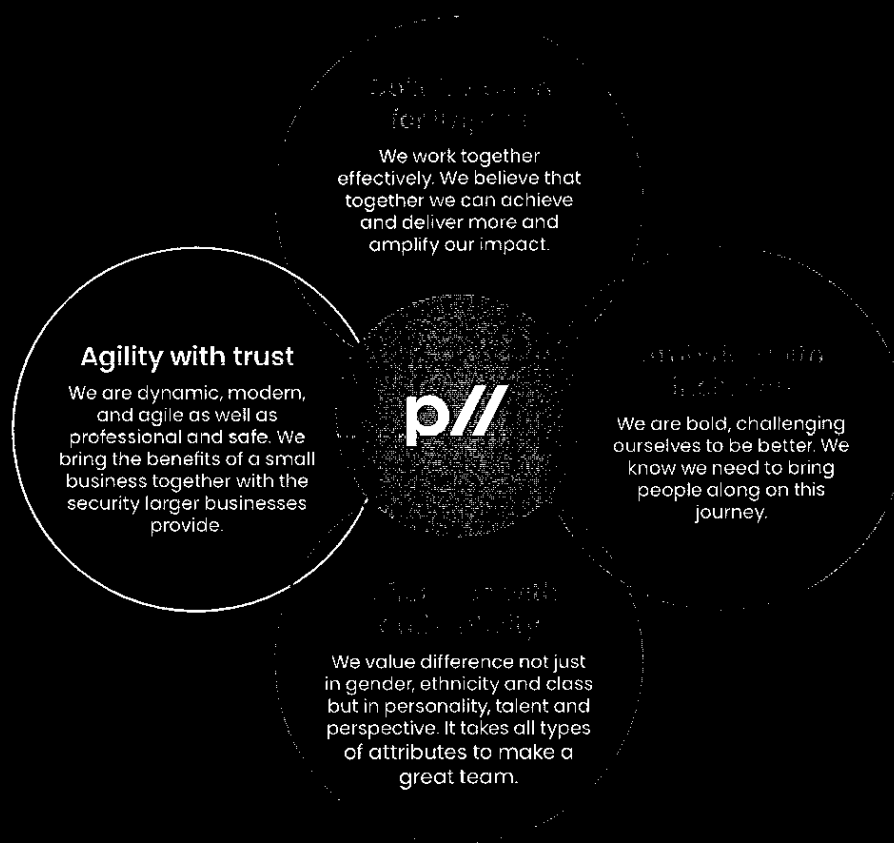 for
We work together
effectively. We believe that
together we can achieve
and deliver more and
amplify our impact.
Agility with trust
We are dynamic, modern,
and agile as well as
professional and safe. We
bring the benefits of a small
business together with the
security larger businesses
provide.
p//
We are bold, challenging
ourselves to be better. We
know we need to bring
people along on this
journey.
with
We value difference not just
in gender, ethnicity and class
but in personality, talent and
perspective. It takes all types
of attributes to make a
great team.